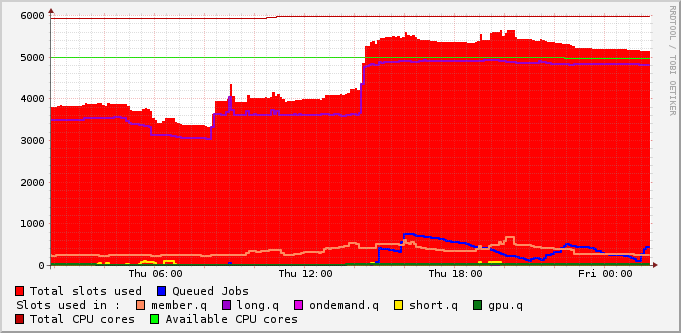 6000
5000
4000
3000
2000
1000
0
Thu 06:00 Thu 12:00 Thu 18:00 Fri 00:00
RRDTOOL / TOBI OETIKER
Total slots used Queued Jobs
Slots used in : member.q long.q ondemand.q short.q gpu.q
Total CPU cores Available CPU cores